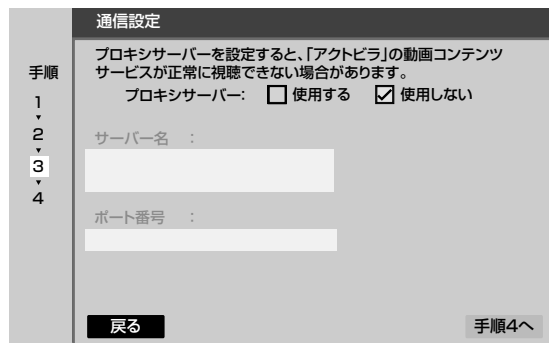 通信設定
プロキシサーバーを設定すると、「アクトビラ」の動画コンテンツ
サービスが正常に視聴できない場合があります。
プロキシサーバー: 使用する 使用しない
手順
1
2
3
4
サーバー名 :
ポート番号 :
戻る
手順4へ